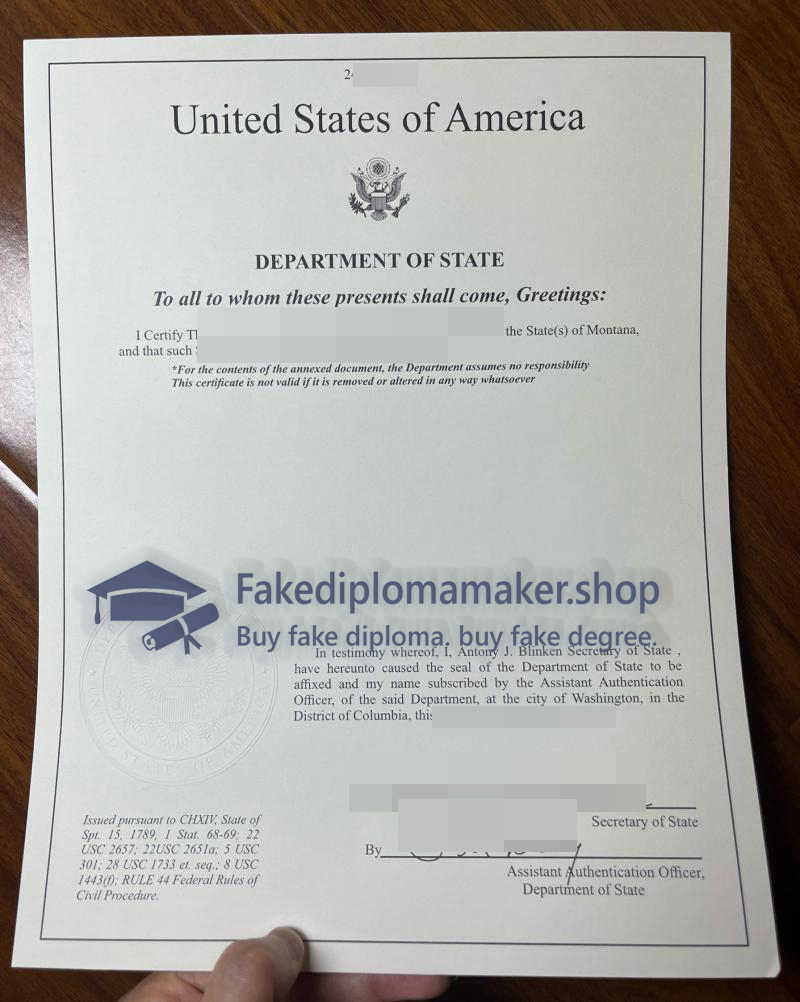 United States of America
DEPARTMENT OF STATE
To all to whom these presents shall come, Greetings:
I Certify
the State(s) of Montana,
and that such
*For the contents of the annexed document, the Department assumes no responsibility
This certificate is not valid if it is removed or altered in any way whatsoever
Fakediplomamaker.shop
Buy fake diploma. buy fake degree.
In testimony whereof, I, Antony J. Blinken Secretary of State ,
have hereunto caused the seal of the Department of State to be
affixed and my name subscribed by the Assistant Authentication
Officer, of the said Department, at the city of Washington, in the
District of Columbia, this
Secretary of State
By
Assistant Authentication Officer,
Department of State
Issued pursuant to CHXIV, State of
Spt. 15, 1789, 1 Stat. 68-69; 22
USC 2657; 22USC 2651a; 5 USC
301; 28 USC 1733 et. seq.; 8 USC
1443(f); RULE 44 Federal Rules of
Civil Procedure.